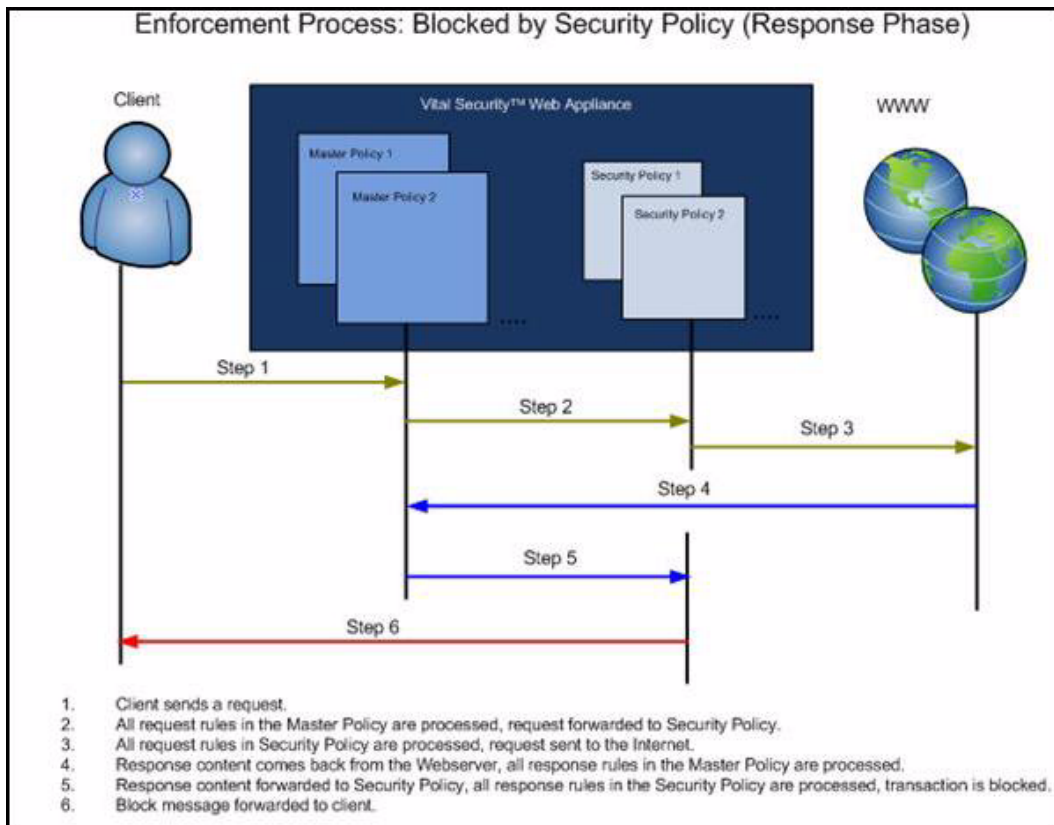 Enforcement Process: Blocked by Security Policy (Response Phase)
Client
Vital Security™ Web Appliance
WWW
Master Policy 1
Master Policy 2
....
Security Policy 1
Security Policy 2
....
Step 1
Step 2
Step 3
Step 4
Step 5
Step 6
1. Client sends a request.
2. All request rules in the Master Policy are processed, request forwarded to Security Policy.
3. All request rules in Security Policy are processed, request sent to the Internet.
4. Response content comes back from the Webserver, all response rules in the Master Policy are processed.
5. Response content forwarded to Security Policy, all response rules in the Security Policy are processed, transaction is blocked.
6. Block message forwarded to client.